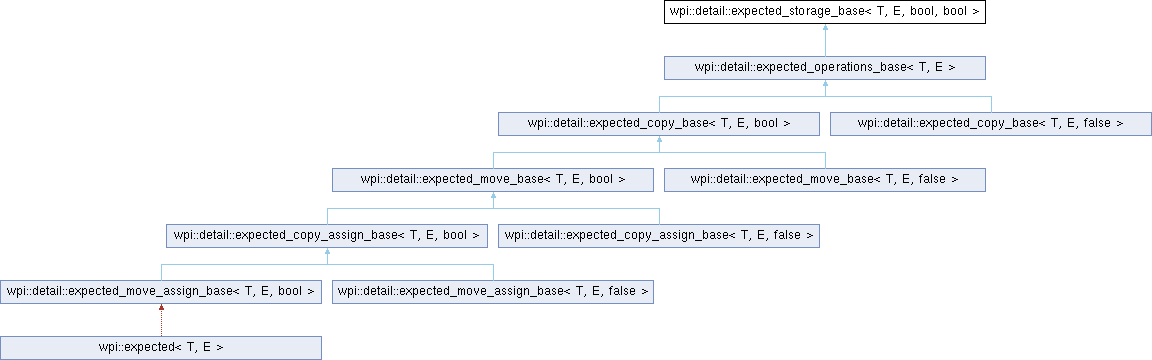 wpi::detail::expected_storage_base< T, E, bool, bool >
wpi::detail::expected_operations_base< T, E >
wpi::detail::expected_copy_base< T, E, bool >
wpi::detail::expected_copy_base< T, E, false >
wpi::detail::expected_move_base< T, E, bool >
wpi::detail::expected_move_base< T, E, false >
wpi::detail::expected_copy_assign_base< T, E, bool >
wpi::detail::expected_copy_assign_base< T, E, false >
wpi::detail::expected_move_assign_base< T, E, bool >
wpi::detail::expected_move_assign_base< T, E, false >
wpi::expected< T, E >